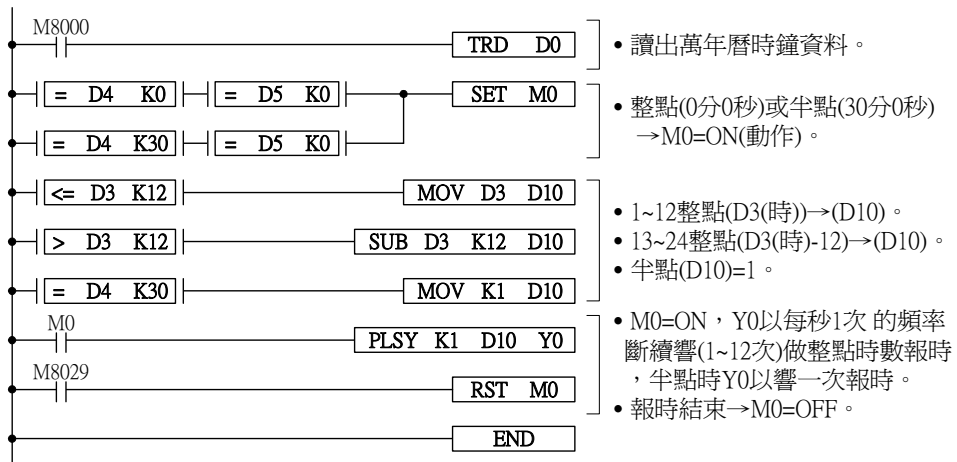 M8000
TRD D0
• 讀出萬年曆時鐘資料。
= D4 K0
= D5 K0
SET M0
= D4 K30
= D5 K0
• 整點(0分0秒)或半點(30分0秒)
→M0=ON(動作)。
<= D3 K12
MOV D3 D10
> D3 K12
SUB D3 K12 D10
= D4 K30
MOV K1 D10
• 1~12整點(D3(時))→(D10)。
• 13~24整點(D3(時)-12)→(D10)。
• 半點(D10)=1。
M0
PLSY K1 D10 Y0
M8029
RST M0
• M0=ON，Y0以每秒1次 的頻率
斷續響(1~12次)做整點時數報時
，半點時Y0以響一次報時。
• 報時結束→M0=OFF。
END